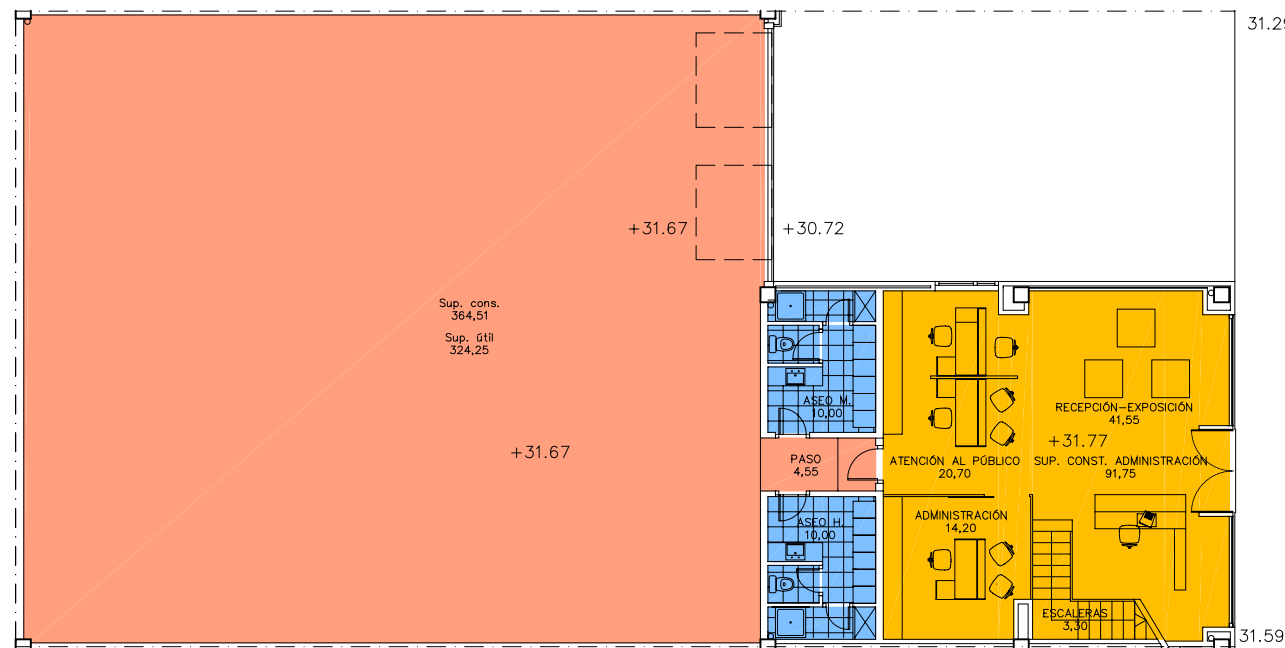 31.29
+31.67
+30.72
Sup. cons.
364,51
Sup. útil
324,25
ASEO M.
10,00
RECEPCIÓN-EXPOSICIÓN
41,55
+31.77
+31.67
PASO
4,55
ATENCIÓN AL PÚBLICO
20,70
SUP. CONST. ADMINISTRACIÓN
91,75
ADMINISTRACIÓN
14,20
ASEO H.
10,00
ESCALERAS
3,30
31.59